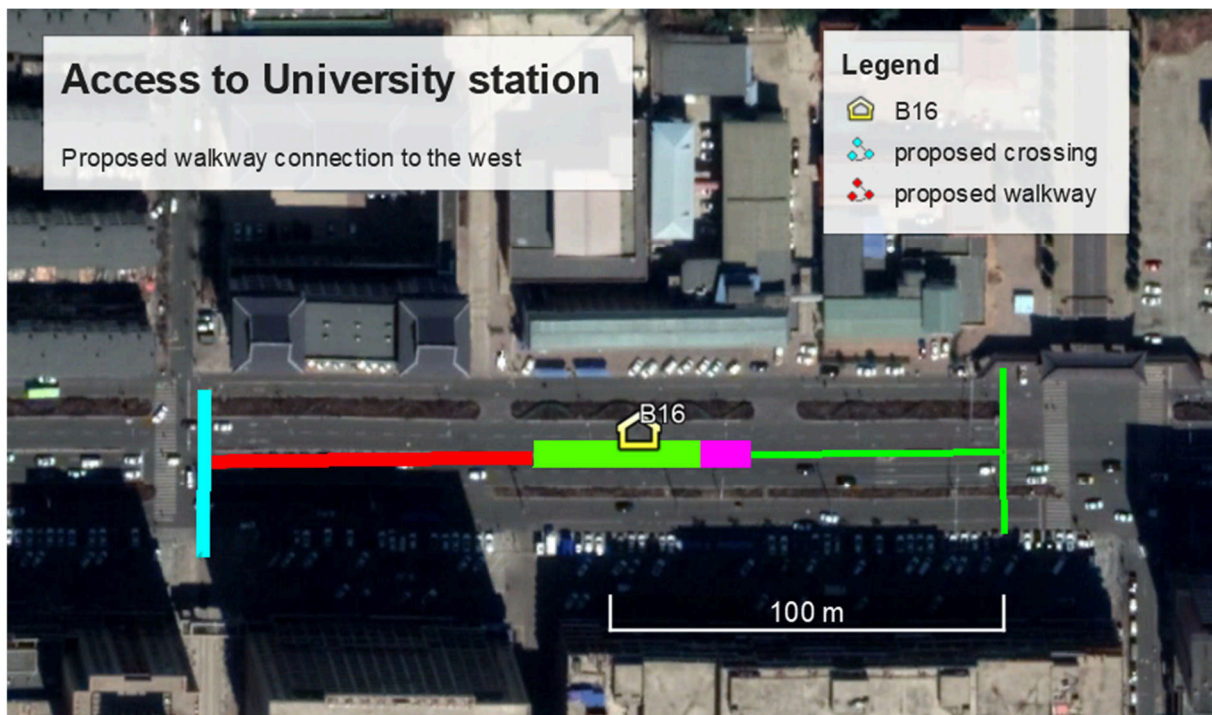 Access to University station
Proposed walkway connection to the west
Legend
B16
proposed crossing
proposed walkway
B16
100 m